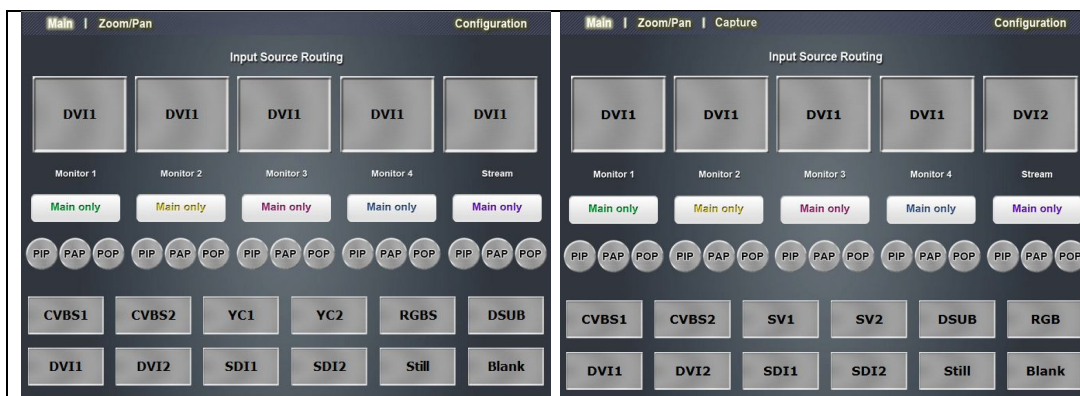 Main | Zoom/Pan Configuration
Input Source Routing
DVI1 DVI1 DVI1 DVI1 DVI1
Monitor 1 Monitor 2 Monitor 3 Monitor 4 Stream
Main only Main only Main only Main only Main only
PIP PAP POP PIP PAP POP PIP PAP POP PIP PAP POP PIP PAP POP
CVBS1 CVBS2 YC1 YC2 RGBS DSUB
DVI1 DVI2 SDI1 SDI2 Still Blank
Main | Zoom/Pan | Capture Configuration
Input Source Routing
DVI1 DVI1 DVI1 DVI1 DVI2
Monitor 1 Monitor 2 Monitor 3 Monitor 4 Stream
Main only Main only Main only Main only Main only
PIP PAP POP PIP PAP POP PIP PAP POP PIP PAP POP PIP PAP POP
CVBS1 CVBS2 SV1 SV2 DSUB RGB
DVI1 DVI2 SDI1 SDI2 Still Blank